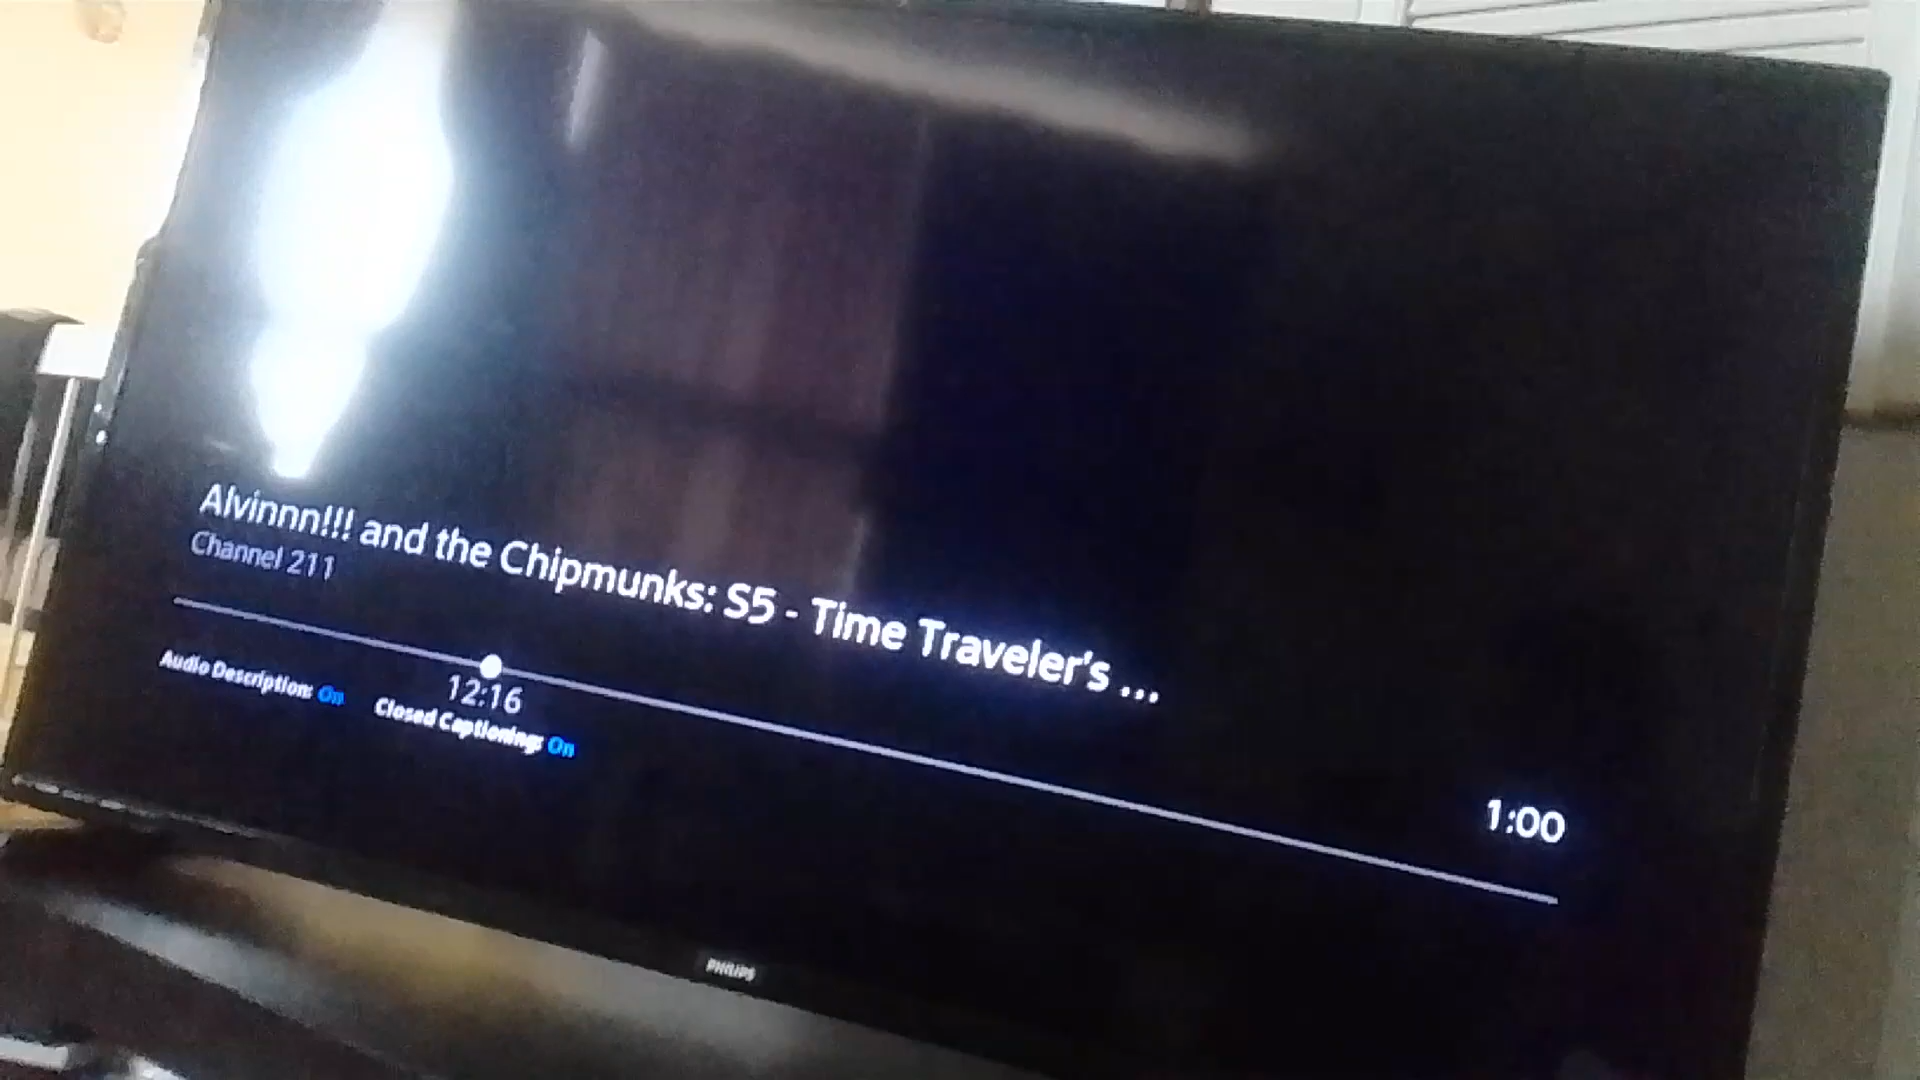 Alvinnn!!! and the Chipmunks: S5 - Time Traveler's ...
Channel 211
12:16
1:00
Audio Description: On
Closed Captioning: On
PHILIPS